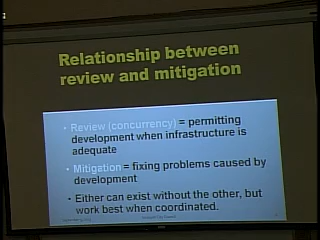 Relationship between
review and mitigation
• Review (concurrency) = permitting
development when infrastructure is
adequate
• Mitigation = fixing problems caused by
development
• Either can exist without the other, but
work best when coordinated.